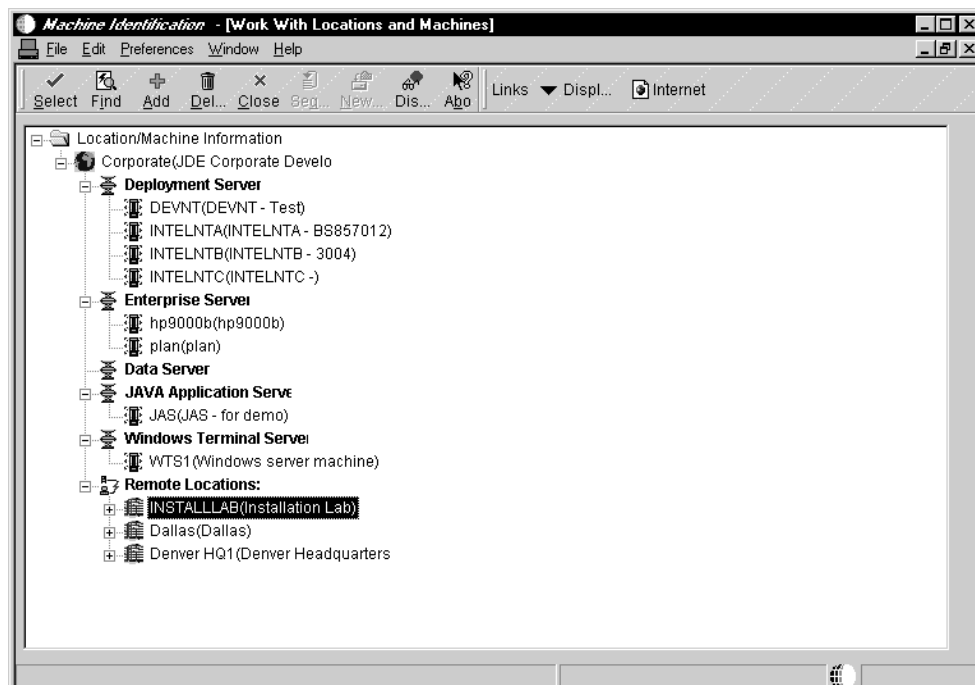 Machine Identification - [Work With Locations and Machines]
File Edit Preferences Window Help
Select Find Add Del... Close Seq... New... Dis... Abo Links Displ... Internet
Location/Machine Information
Corporate(JDE Corporate Develo
Deployment Server
DEVNT(DEVNT - Test)
INTELNTA(INTELNTA - BS857012)
INTELNTB(INTELNTB - 3004)
INTELNTC(INTELNTC -)
Enterprise Server
hp9000b(hp9000b)
plan(plan)
Data Server
JAVA Application Serve
JAS(JAS - for demo)
Windows Terminal Server
WTS1(Windows server machine)
Remote Locations:
INSTALLLAB(Installation Lab)
Dallas(Dallas)
Denver HQ1(Denver Headquarters